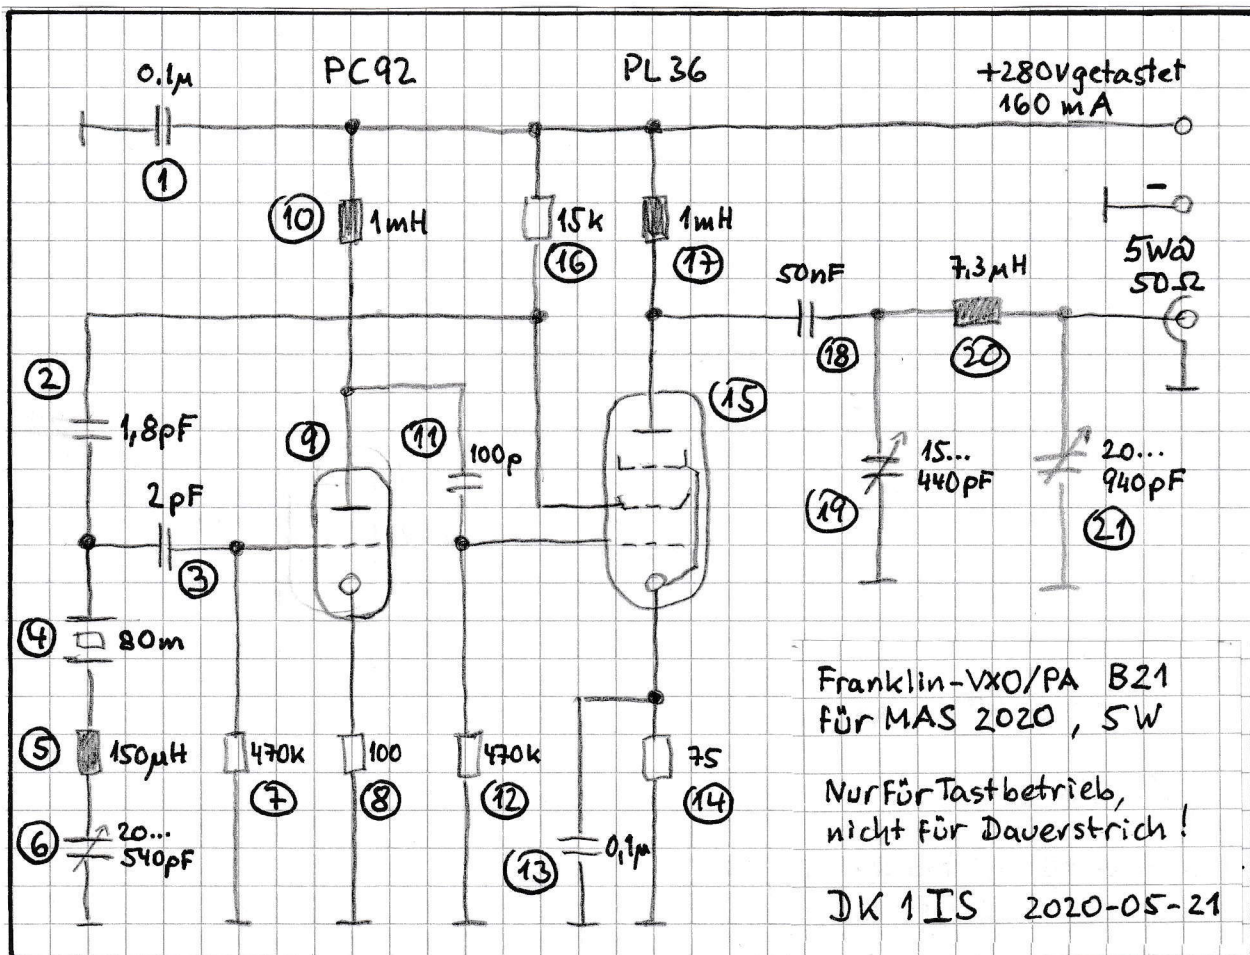 0.1µ
PC92
PL36
+280V getastet
160 mA
1
10
1mH
15k
16
1mH
17
-
5W@
50Ω
50nF
18
7,3µH
20
2
1,8pF
9
11
100p
15
15...
440pF
19
20...
940pF
21
2pF
3
4
80m
5
150µH
470k
7
100
8
470k
12
75
14
6
20...
540pF
13
0,1µ
Franklin-VXO/PA B21
für MAS 2020, 5W
Nur für Tastbetrieb,
nicht für Dauerstrich!
DK1IS 2020-05-21